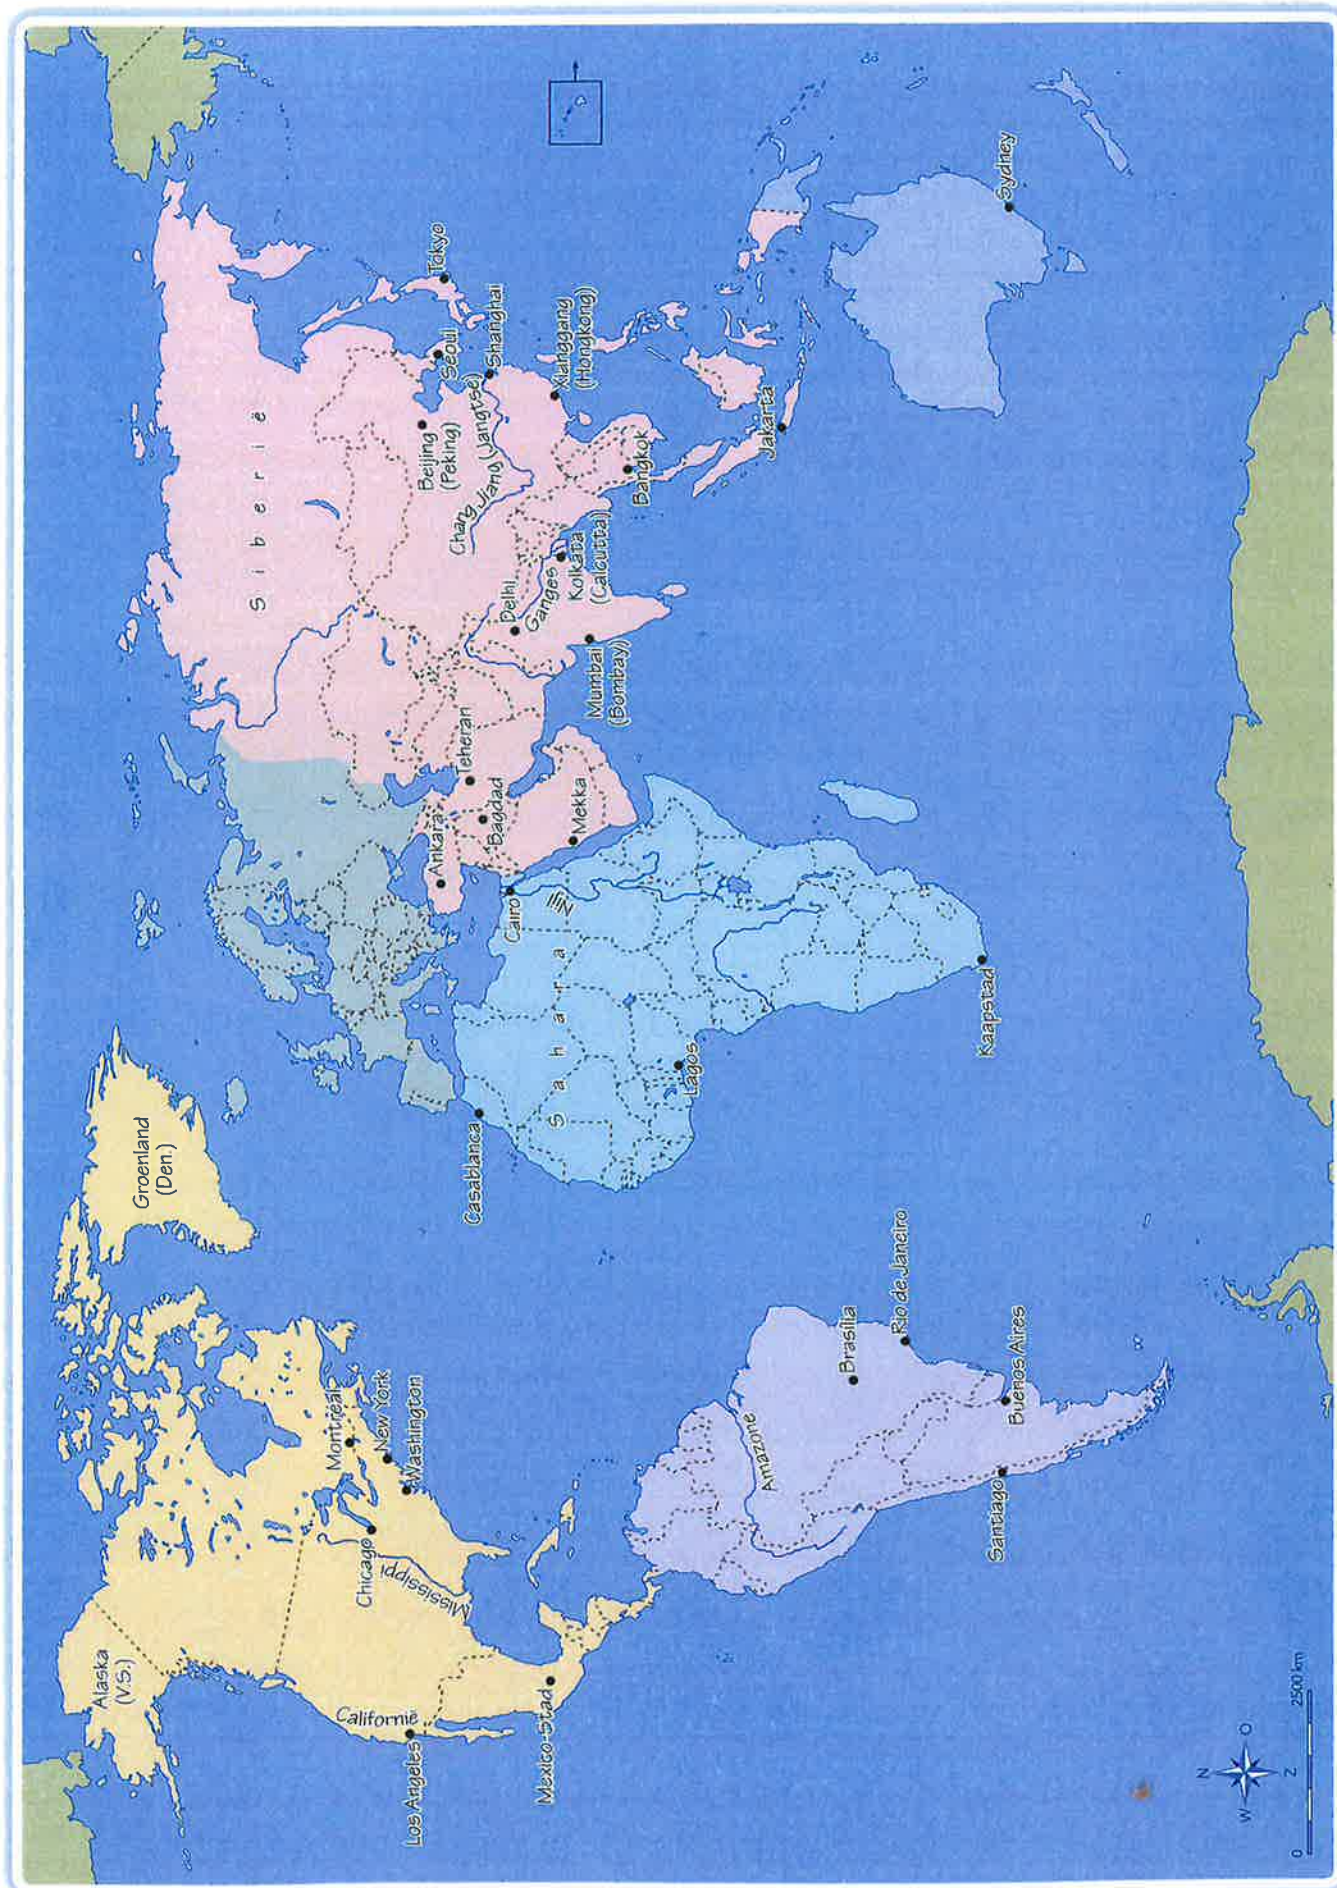 Alaska
(V.S.)
Groenland
(Den.)
Siberië
Californië
Los Angeles
Mexico-Stad
Chicago
Mississippi
Montréal
New York
Washington
Amazone
Brasília
Rio de Janeiro
Buenos Aires
Santiago
Casablanca
Sahara
Lagos
Cairo
Nijl
Kaapstad
Ankara
Bagdad
Teheran
Mekka
Mumbai
(Bombay)
Delhi
Ganges
Kolkata
(Calcutta)
Beijing
(Peking)
Chang Jiang (Jangtse)
Seoul
Tokyo
Shanghai
Xianggang
(Hongkong)
Bangkok
Jakarta
Sydney
N
W
O
Z
0 2500 km